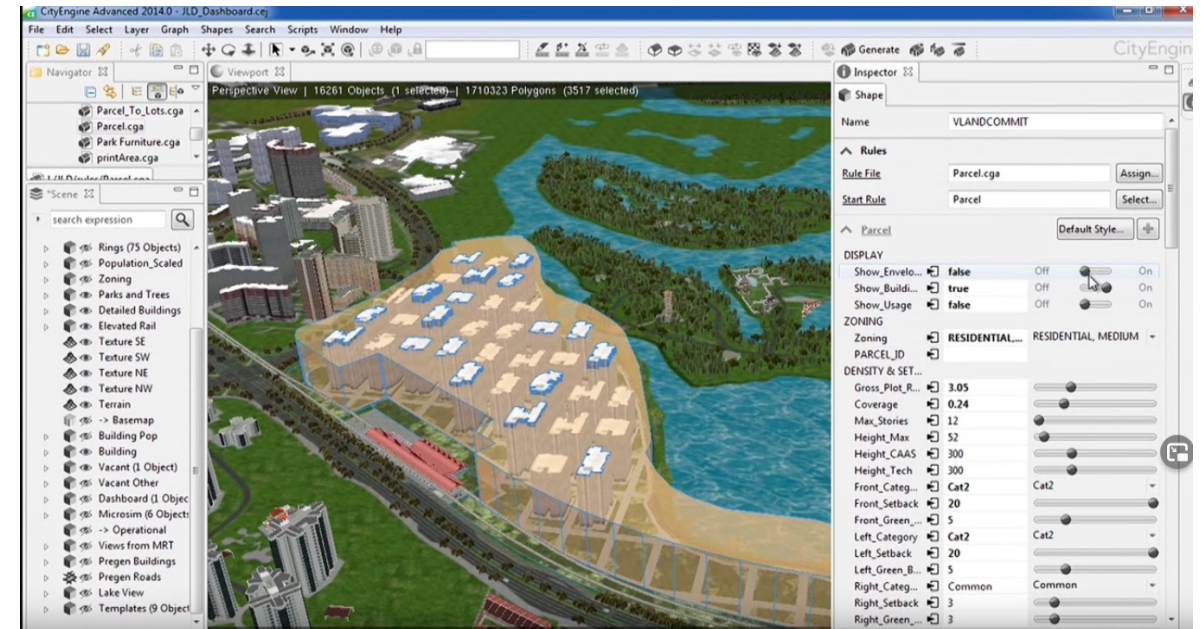 CityEngine Advanced 2014.0 - JLD_Dashboard.cej
File Edit Select Layer Graph Shapes Search Scripts Window Help
Generate
CityEngin
Navigator
Parcel_To_Lots.cga
Parcel.cga
Park Furniture.cga
printArea.cga
*Scene
search expression
Rings (75 Objects)
Population_Scaled
Zoning
Parks and Trees
Detailed Buildings
Elevated Rail
Texture SE
Texture SW
Texture NE
Texture NW
Terrain
-> Basemap
Building Pop
Building
Vacant (1 Object)
Vacant Other
Dashboard (1 Objec
Microsim (6 Objects
-> Operational
Views from MRT
Pregen Buildings
Pregen Roads
Lake View
Templates (9 Object
Viewport
Perspective View | 16261 Objects (1 selected) | 1710323 Polygons (3517 selected)
Inspector
Shape
Name VLANDCOMMIT
Rules
Rule File Parcel.cga Assign...
Start Rule Parcel Select...
Parcel Default Style...
DISPLAY
Show_Envelo... false Off On
Show_Buildi... true Off On
Show_Usage false Off On
ZONING
Zoning RESIDENTIAL,... RESIDENTIAL, MEDIUM
PARCEL_ID
DENSITY & SET...
Gross_Plot_R... 3.05
Coverage 0.24
Max_Stories 12
Height_Max 52
Height_CAAS 300
Height_Tech 300
Front_Categ... Cat2 Cat2
Front_Setback 20
Front_Green_... 5
Left_Category Cat2 Cat2
Left_Setback 20
Left_Green_B... 5
Right_Categ... Common Common
Right_Setback 3
Right_Green_... 3